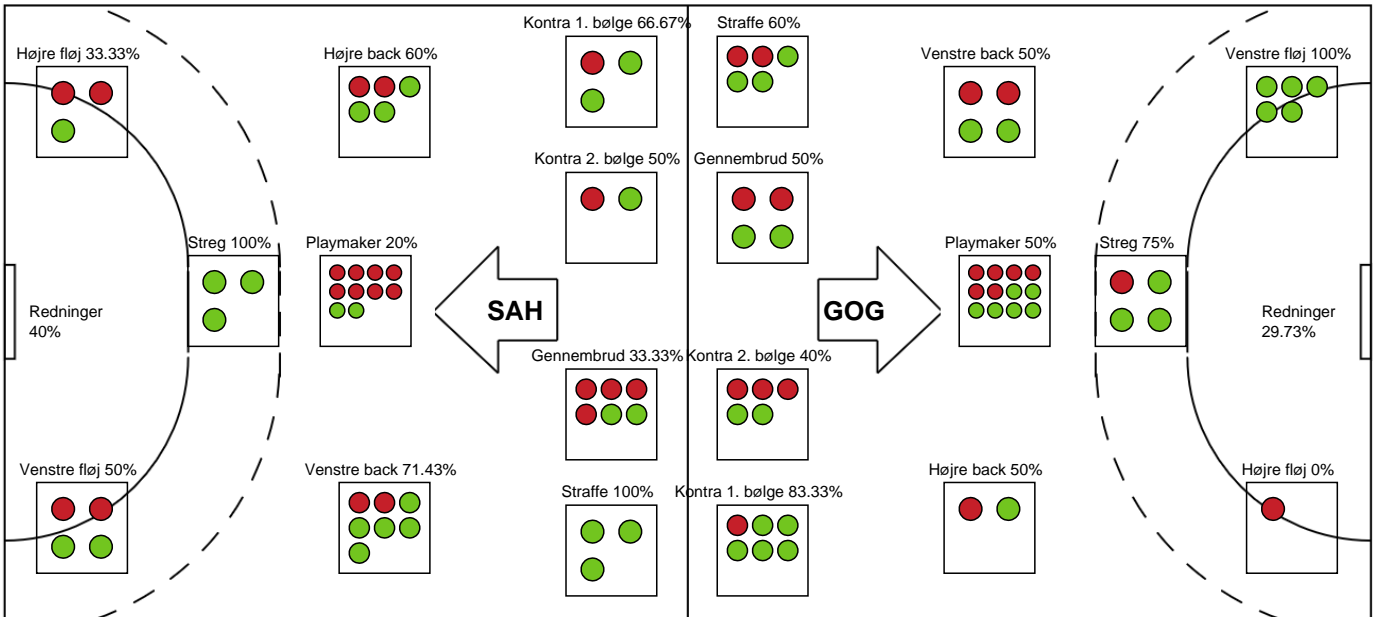 Kontra 1. bølge 66.67%
Straffe 60%
Højre fløj 33.33%
Højre back 60%
Venstre back 50%
Venstre fløj 100%
Kontra 2. bølge 50%
Gennembrud 50%
Streg 100%
Playmaker 20%
Playmaker 50%
Streg 75%
Redninger
40%
SAH
GOG
Redninger
29.73%
Gennembrud 33.33%
Kontra 2. bølge 40%
Venstre fløj 50%
Venstre back 71.43%
Højre back 50%
Højre fløj 0%
Straffe 100%
Kontra 1. bølge 83.33%